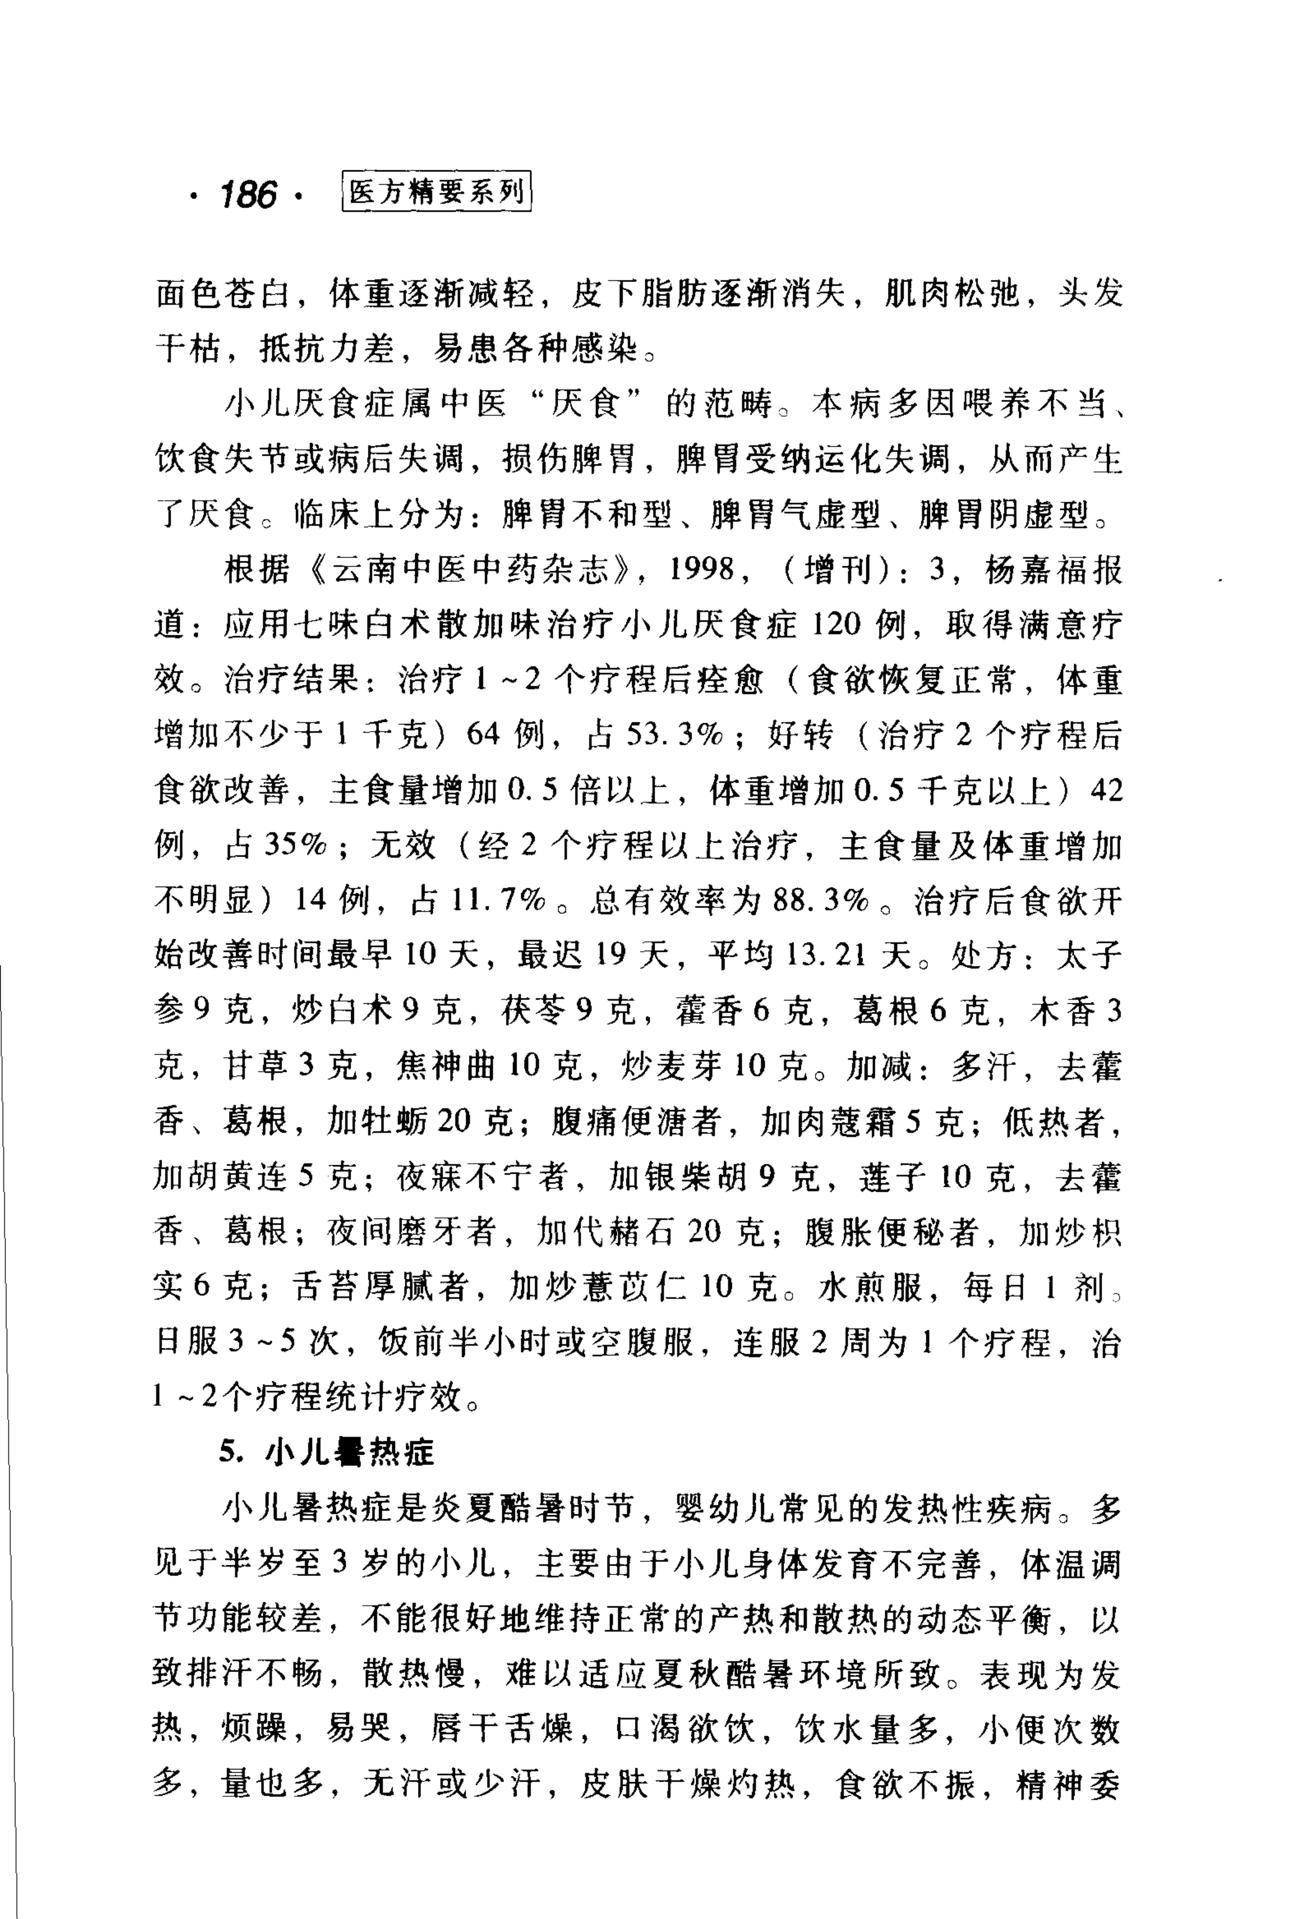 ·186· 医方精要系列
面色苍白，体重逐渐减轻，皮下脂肪逐渐消失，肌肉松弛，头发
干枯，抵抗力差，易患各种感染。
小儿厌食症属中医“厌食”的范畴。本病多因喂养不当、
饮食失节或病后失调，损伤脾胃，脾胃受纳运化失调，从而产生
了厌食。临床上分为：脾胃不和型、脾胃气虚型、脾胃阴虚型。
根据《云南中医中药杂志》，1998，（增刊）：3，杨嘉福报
道：应用七味白术散加味治疗小儿厌食症 120 例，取得满意疗
效。治疗结果：治疗 1～2 个疗程后痊愈（食欲恢复正常，体重
增加不少于 1 千克）64 例，占 53.3%；好转（治疗 2 个疗程后
食欲改善，主食量增加 0.5 倍以上，体重增加 0.5 千克以上）42
例，占 35%；无效（经 2 个疗程以上治疗，主食量及体重增加
不明显）14 例，占 11.7%。总有效率为 88.3%。治疗后食欲开
始改善时间最早 10 天，最迟 19 天，平均 13.21 天。处方：太子
参 9 克，炒白术 9 克，茯苓 9 克，藿香 6 克，葛根 6 克，木香 3
克，甘草 3 克，焦神曲 10 克，炒麦芽 10 克。加减：多汗，去藿
香、葛根，加牡蛎 20 克；腹痛便溏者，加肉蔻霜 5 克；低热者，
加胡黄连 5 克；夜寐不宁者，加银柴胡 9 克，莲子 10 克，去藿
香、葛根；夜间磨牙者，加代赭石 20 克；腹胀便秘者，加炒枳
实 6 克；舌苔厚腻者，加炒薏苡仁 10 克。水煎服，每日 1 剂。
日服 3～5 次，饭前半小时或空腹服，连服 2 周为 1 个疗程，治
1～2个疗程统计疗效。
5. 小儿暑热症
小儿暑热症是炎夏酷暑时节，婴幼儿常见的发热性疾病。多
见于半岁至 3 岁的小儿，主要由于小儿身体发育不完善，体温调
节功能较差，不能很好地维持正常的产热和散热的动态平衡，以
致排汗不畅，散热慢，难以适应夏秋酷暑环境所致。表现为发
热，烦躁，易哭，唇干舌燥，口渴欲饮，饮水量多，小便次数
多，量也多，无汗或少汗，皮肤干燥灼热，食欲不振，精神委